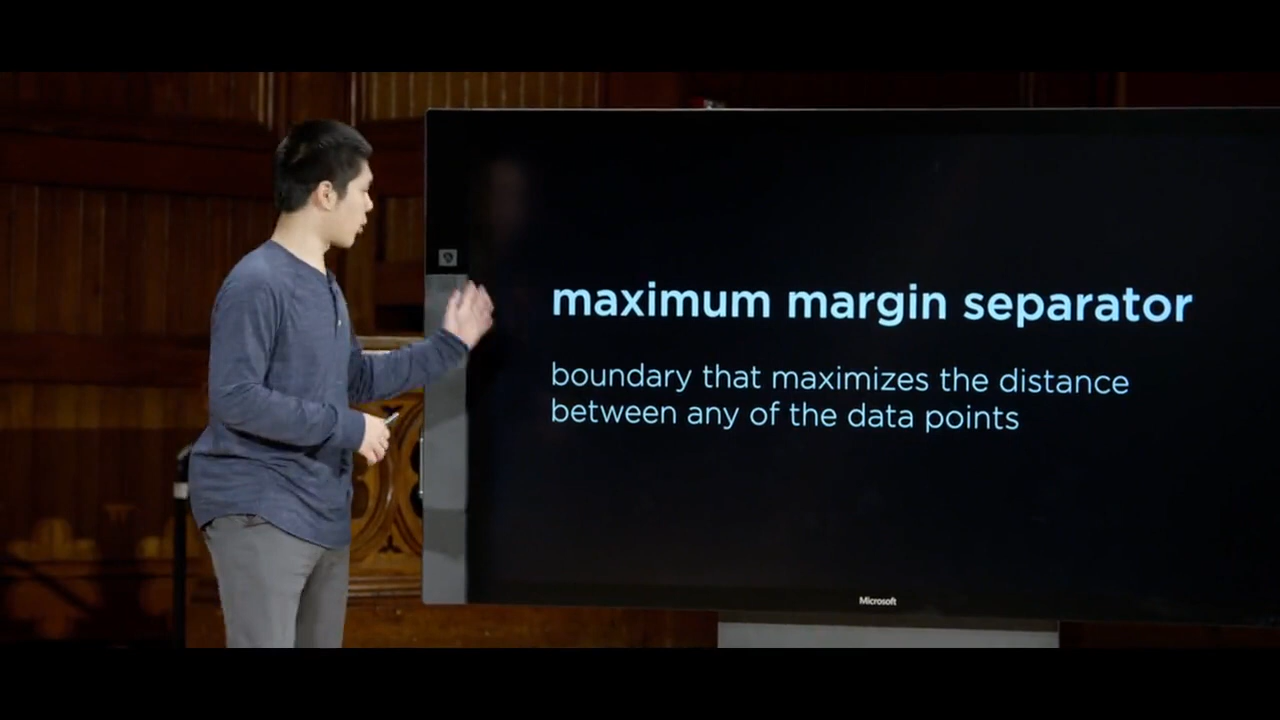 maximum margin separator
boundary that maximizes the distance
between any of the data points
Microsoft